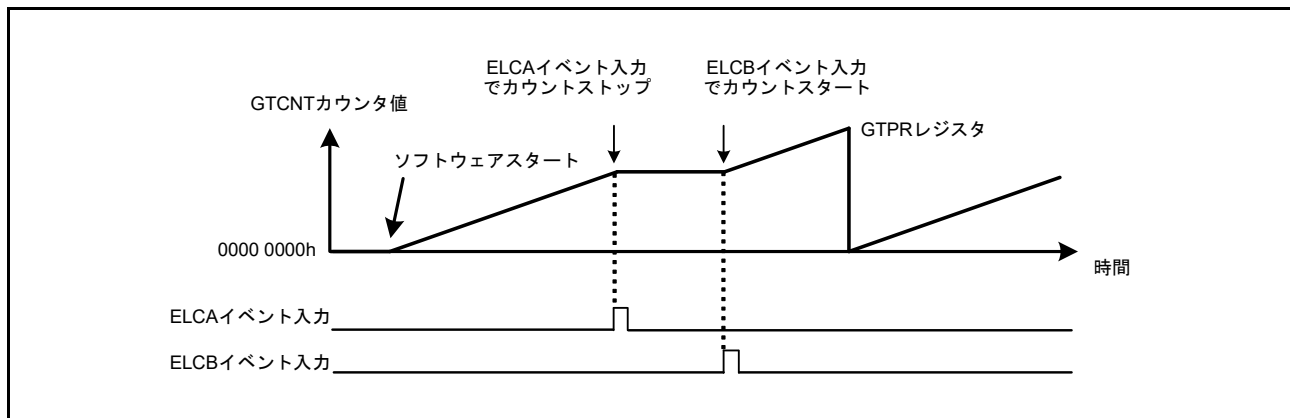 ELCAイベント入力
でカウントストップ
ELCBイベント入力
でカウントスタート
GTCNTカウンタ値
GTPRレジスタ
ソフトウェアスタート
0000 0000h
時間
ELCAイベント入力
ELCBイベント入力